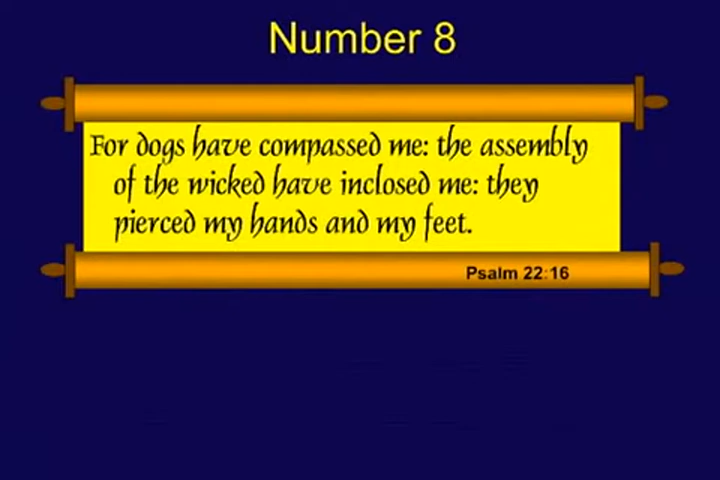 Number 8
For dogs have compassed me: the assembly
of the wicked have inclosed me: they
pierced my hands and my feet.
Psalm 22:16